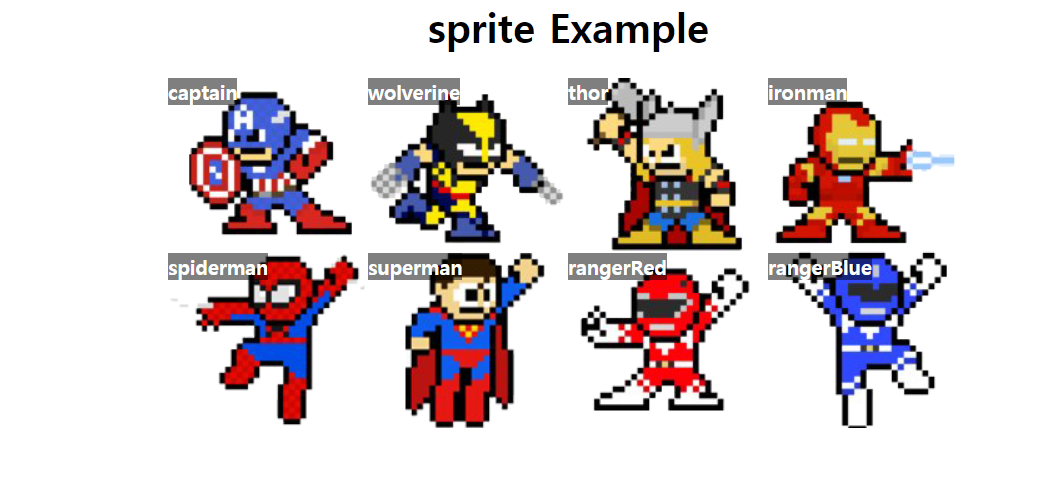 sprite Example
captain
wolverine
thor
ironman
spiderman
superman
rangerRed
rangerBlue